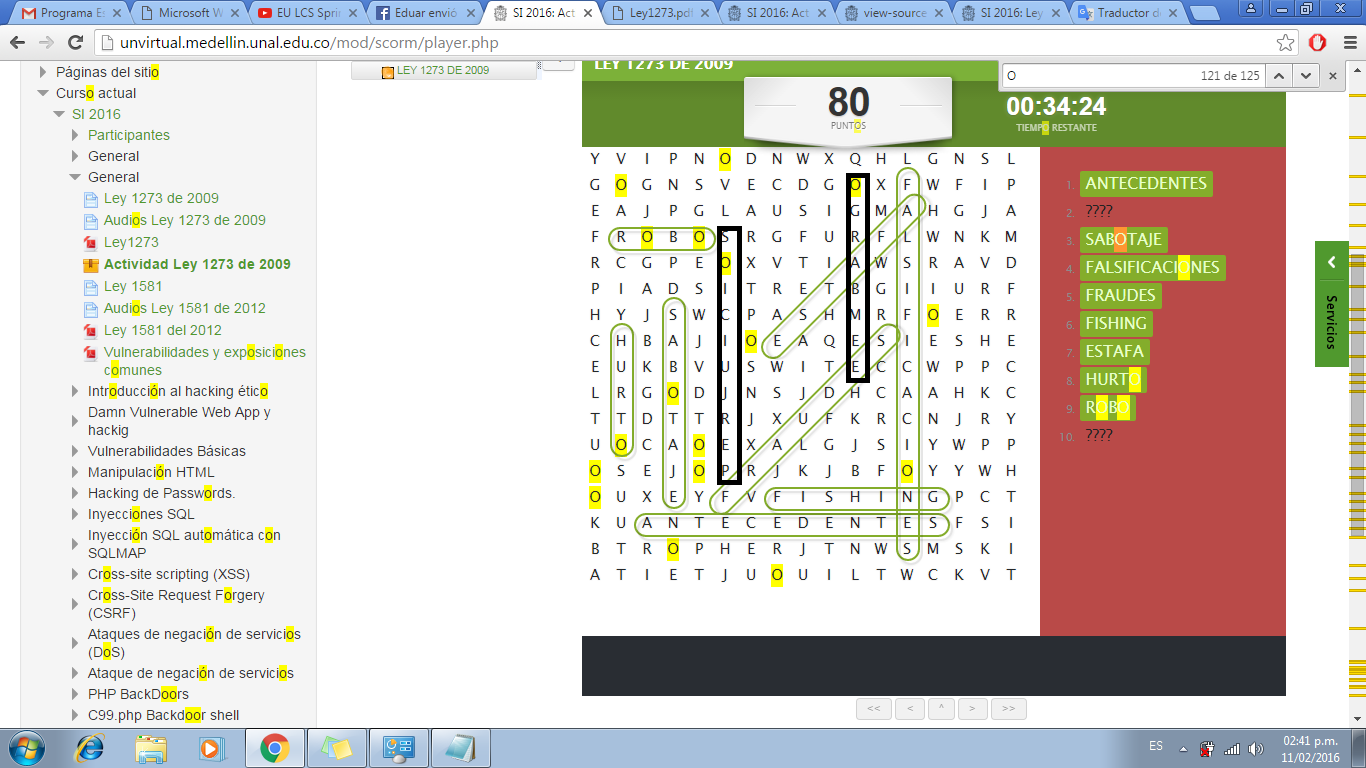 Programa Es
Microsoft W
EU LCS Sprin
Eduar envió
SI 2016: Act
Ley1273.pdf
SI 2016: Act
view-source
SI 2016: Ley
Traductor de
unvirtual.medellin.unal.edu.co/mod/scorm/player.php
O 121 de 125
Páginas del sitio
Curso actual
SI 2016
Participantes
General
General
Ley 1273 de 2009
Audios Ley 1273 de 2009
Ley1273
Actividad Ley 1273 de 2009
Ley 1581
Audios Ley 1581 de 2012
Ley 1581 del 2012
Vulnerabilidades y exposiciones
comunes
Introducción al hacking ético
Damn Vulnerable Web App y
hackig
Vulnerabilidades Básicas
Manipulación HTML
Hacking de Passwords.
Inyecciones SQL
Inyección SQL automática con
SQLMAP
Cross-site scripting (XSS)
Cross-Site Request Forgery
(CSRF)
Ataques de negación de servicios
(DoS)
Ataque de negación de servicios
PHP BackDoors
C99.php Backdoor shell
LEY 1273 DE 2009
LEY 1273 DE 2009
80
PUNTOS
00:34:24
TIEMPO RESTANTE
Y V I P N O D N W X Q H L G N S L
G O G N S V E C D G O X F W F I P
E A J P G L A U S I G M A H G J A
F R O B O S R G F U R F L W N K M
R C G P E O X V T I A W S R A V D
P I A D S I T R E T B G I I U R F
H Y J S W C P A S H M R F O E R R
C H B A J I O E A Q E S I E S H E
E U K B V U S W I T E C C W P P C
L R G O D J N S J D H C A A H K C
T T D T T R J X U F K R C N J R Y
U O C A O E X A L G J S I Y W P P
O S E J O P R J K J B F O Y Y W H
O U X E Y F V F I S H I N G P C T
K U A N T E C E D E N T E S F S I
B T R O P H E R J T N W S M S K I
A T I E T J U O U I L T W C K V T
1. ANTECEDENTES
2. ????
3. SABOTAJE
4. FALSIFICACIONES
5. FRAUDES
6. FISHING
7. ESTAFA
8. HURTO
9. ROBO
10. ????
Servicios
<< < ^ > >>
ES
02:41 p.m.
11/02/2016